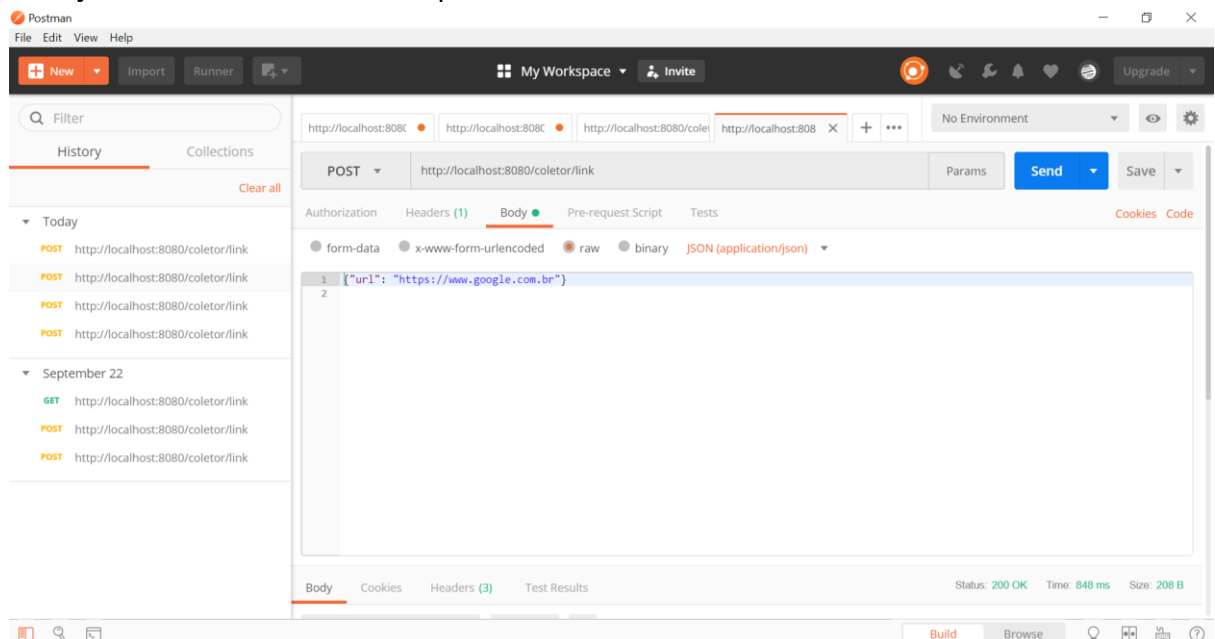 Postman
File Edit View Help
New Import Runner My Workspace Invite Upgrade
Filter
History Collections
Clear all
Today
POST http://localhost:8080/coletor/link
POST http://localhost:8080/coletor/link
POST http://localhost:8080/coletor/link
POST http://localhost:8080/coletor/link
September 22
GET http://localhost:8080/coletor/link
POST http://localhost:8080/coletor/link
POST http://localhost:8080/coletor/link
http://localhost:808 http://localhost:808 http://localhost:8080/cole http://localhost:808 No Environment
POST http://localhost:8080/coletor/link Params Send Save
Authorization Headers (1) Body Pre-request Script Tests Cookies Code
form-data x-www-form-urlencoded raw binary JSON (application/json)
1 {"url": "https://www.google.com.br"}
2
Body Cookies Headers (3) Test Results Status: 200 OK Time: 848 ms Size: 208 B
Build Browse